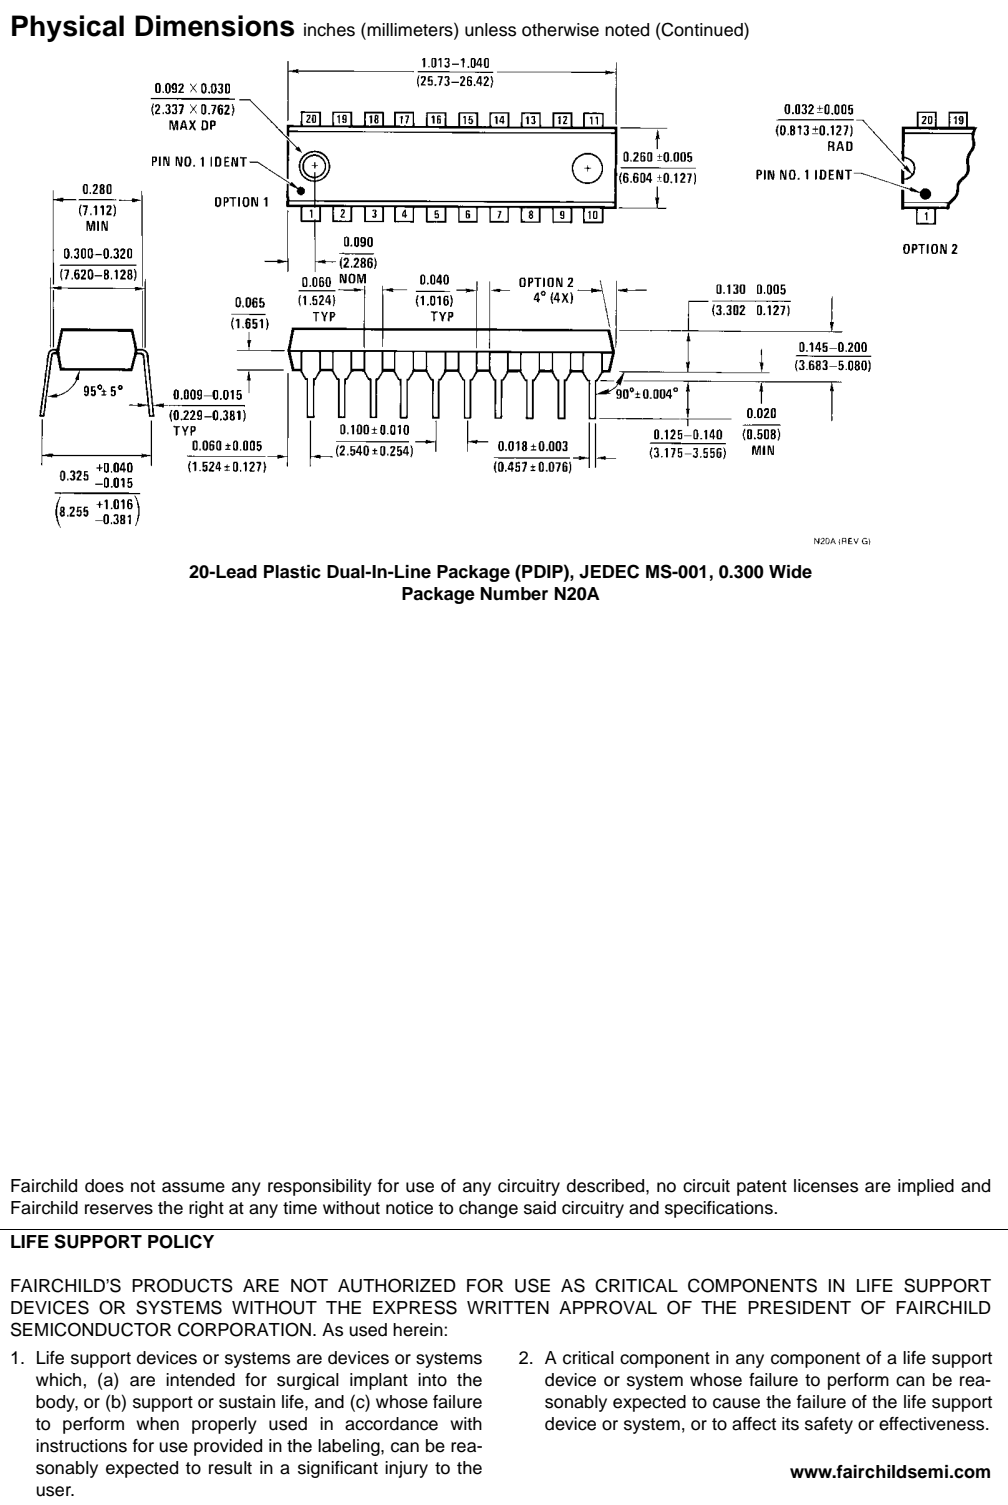 Physical Dimensions inches (millimeters) unless otherwise noted (Continued)
1.013–1.040
(25.73–26.42)
0.092 × 0.030
(2.337 × 0.762)
MAX DP
20 19 18 17 16 15 14 13 12 11
0.032 ±0.005
(0.813 ±0.127)
RAD
20 19
PIN NO. 1 IDENT
0.260 ±0.005
(6.604 ±0.127)
PIN NO. 1 IDENT
OPTION 1
1 2 3 4 5 6 7 8 9 10
1
OPTION 2
0.280
(7.112)
MIN
0.300–0.320
(7.620–8.128)
0.090
(2.286)
NOM
0.060
(1.524)
TYP
0.040
(1.016)
TYP
OPTION 2
4° (4X)
0.065
(1.651)
0.130 0.005
(3.302 0.127)
0.145–0.200
(3.683–5.080)
95°± 5°
0.009–0.015
(0.229–0.381)
TYP
90°±0.004°
0.020
(0.508)
MIN
0.100±0.010
(2.540±0.254)
0.125–0.140
(3.175–3.556)
0.060 ±0.005
(1.524 ±0.127)
0.018 ±0.003
(0.457 ±0.076)
0.325 +0.040
–0.015
(8.255 +1.016
–0.381)
N20A (REV G)
20-Lead Plastic Dual-In-Line Package (PDIP), JEDEC MS-001, 0.300 Wide
Package Number N20A
Fairchild does not assume any responsibility for use of any circuitry described, no circuit patent licenses are implied and
Fairchild reserves the right at any time without notice to change said circuitry and specifications.
LIFE SUPPORT POLICY
FAIRCHILD'S PRODUCTS ARE NOT AUTHORIZED FOR USE AS CRITICAL COMPONENTS IN LIFE SUPPORT
DEVICES OR SYSTEMS WITHOUT THE EXPRESS WRITTEN APPROVAL OF THE PRESIDENT OF FAIRCHILD
SEMICONDUCTOR CORPORATION. As used herein:
1. Life support devices or systems are devices or systems
which, (a) are intended for surgical implant into the
body, or (b) support or sustain life, and (c) whose failure
to perform when properly used in accordance with
instructions for use provided in the labeling, can be rea-
sonably expected to result in a significant injury to the
user.
2. A critical component in any component of a life support
device or system whose failure to perform can be rea-
sonably expected to cause the failure of the life support
device or system, or to affect its safety or effectiveness.
www.fairchildsemi.com